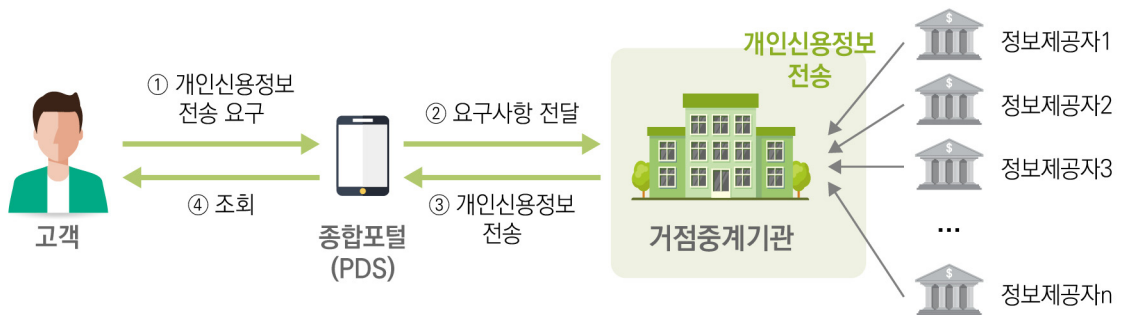 ① 개인신용정보
전송 요구
④ 조회
고객
종합포털
(PDS)
② 요구사항 전달
③ 개인신용정보
전송
개인신용정보
전송
거점중계기관
정보제공자1
정보제공자2
정보제공자3
...
정보제공자n